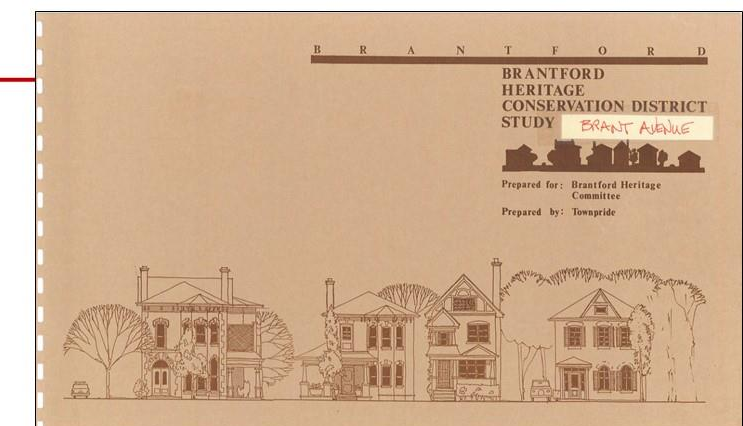 B R A N T F O R D
BRANTFORD
HERITAGE
CONSERVATION DISTRICT
STUDY BRANT AVENUE
Prepared for: Brantford Heritage
Committee
Prepared by: Townpride